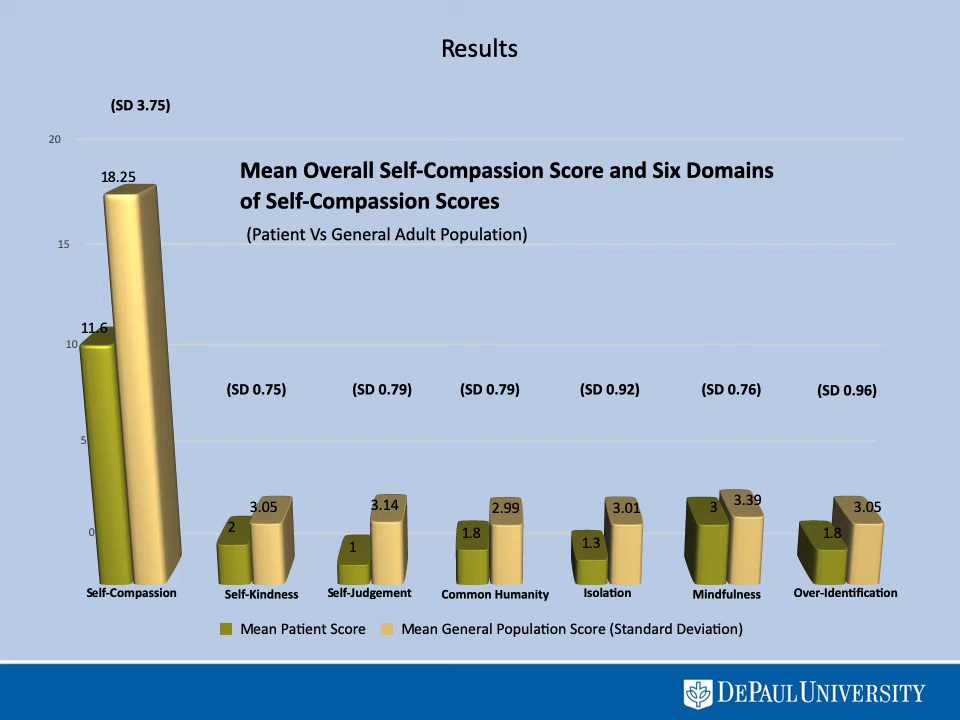 Results
(SD 3.75)
20
18.25
Mean Overall Self-Compassion Score and Six Domains
of Self-Compassion Scores
(Patient Vs General Adult Population)
15
11.6
10
(SD 0.75) (SD 0.79) (SD 0.79) (SD 0.92) (SD 0.76) (SD 0.96)
5
2 3.05 1 3.14 1.8 2.99 1.3 3.01 3 3.39 1.8 3.05
0
Self-Compassion Self-Kindness Self-Judgement Common Humanity Isolation Mindfulness Over-Identification
Mean Patient Score Mean General Population Score (Standard Deviation)
DEPAUL UNIVERSITY